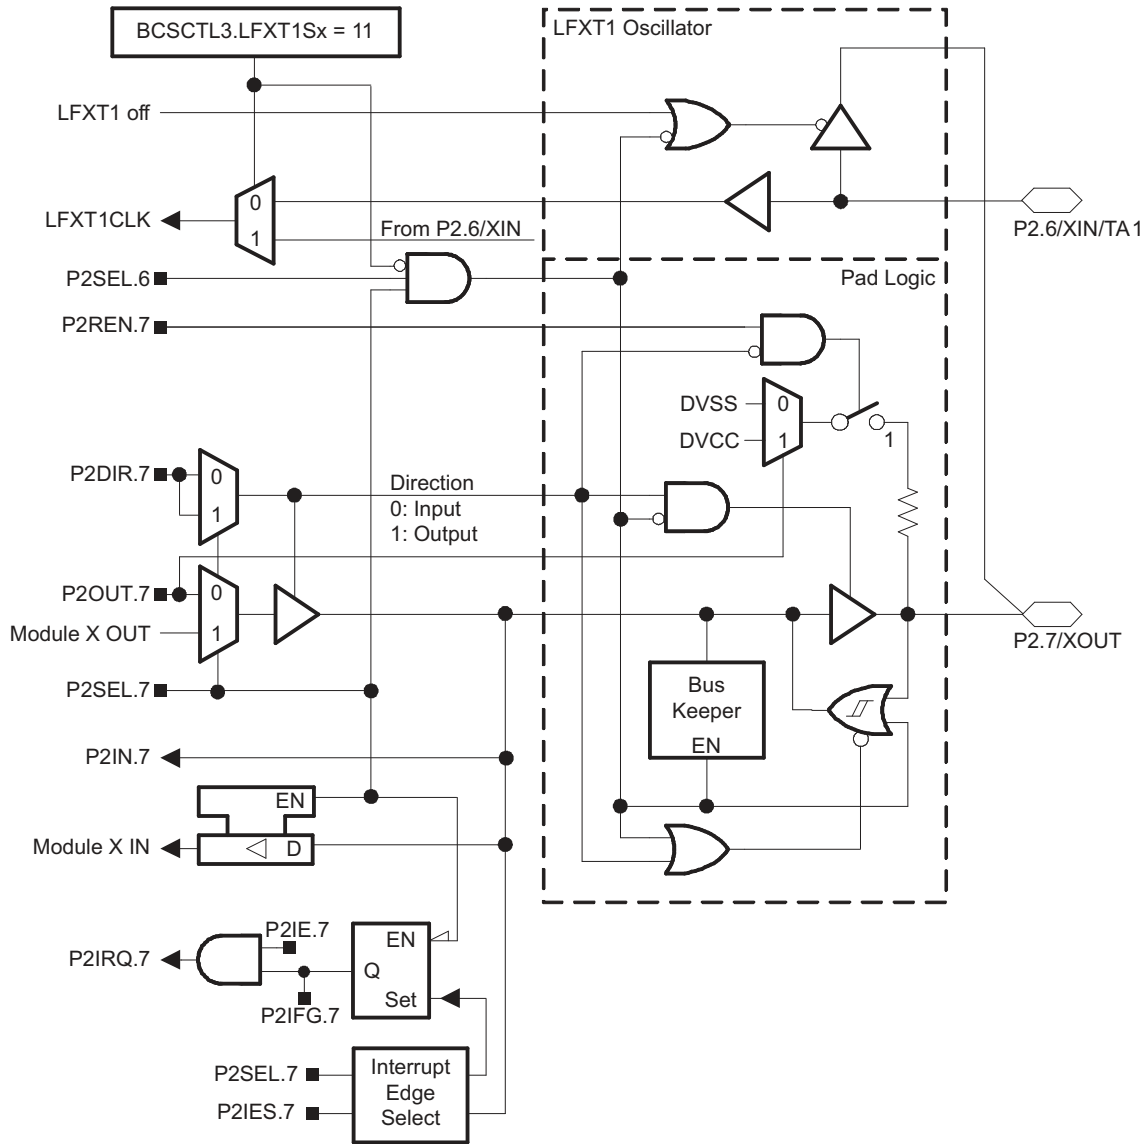 BCSCTL3.LFXT1Sx = 11
LFXT1 Oscillator
LFXT1 off
0
LFXT1CLK
1
From P2.6/XIN
P2.6/XIN/TA1
P2SEL.6
Pad Logic
P2REN.7
DVSS
0
DVCC
1
1
P2DIR.7
0
1
Direction
0: Input
1: Output
P2OUT.7
0
Module X OUT
1
P2.7/XOUT
P2SEL.7
Bus
Keeper
EN
P2IN.7
EN
Module X IN
D
P2IE.7
EN
P2IRQ.7
Q
Set
P2IFG.7
P2SEL.7
P2IES.7
Interrupt
Edge
Select